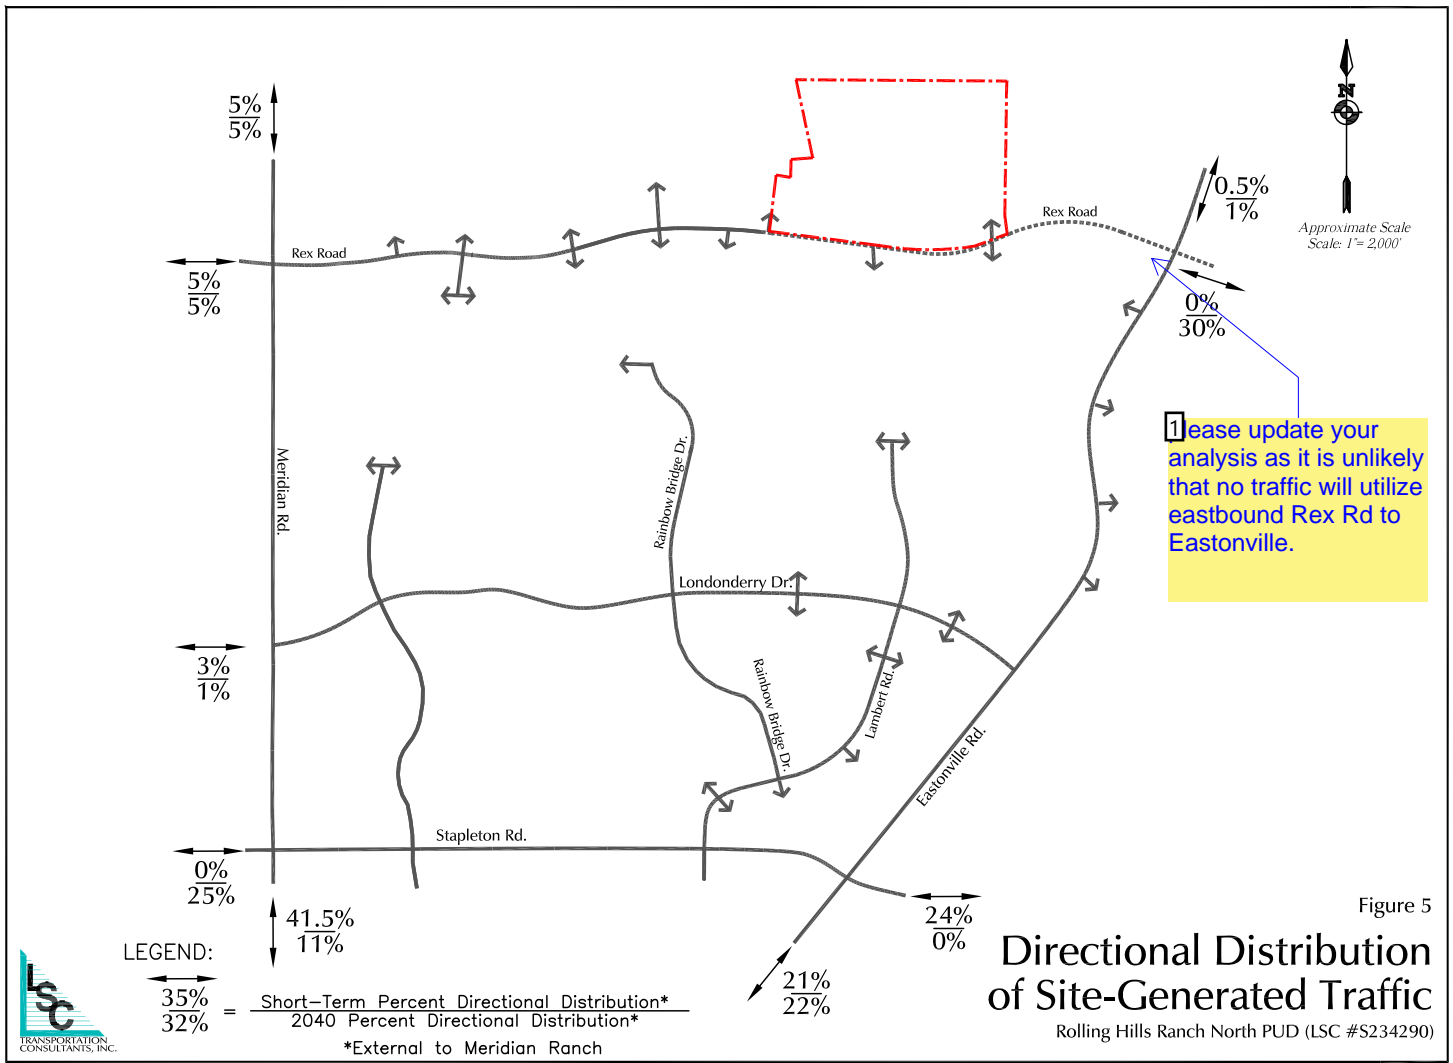 5%
5%
N
0.5%
1%
Approximate Scale
Scale: 1"= 2,000'
Rex Road
Rex Road
5%
5%
0%
30%
1
lease update your
analysis as it is unlikely
that no traffic will utilize
eastbound Rex Rd to
Eastonville.
Meridian Rd.
Rainbow Bridge Dr.
Londonderry Dr.
3%
1%
Rainbow Bridge Dr.
Lambert Rd.
Eastonville Rd.
Stapleton Rd.
0%
25%
41.5%
11%
24%
0%
21%
22%
Figure 5
Directional Distribution
of Site-Generated Traffic
Rolling Hills Ranch North PUD (LSC #S234290)
LEGEND:
35%
32%
=
Short-Term Percent Directional Distribution*
2040 Percent Directional Distribution*
*External to Meridian Ranch
LSC
TRANSPORTATION
CONSULTANTS, INC.